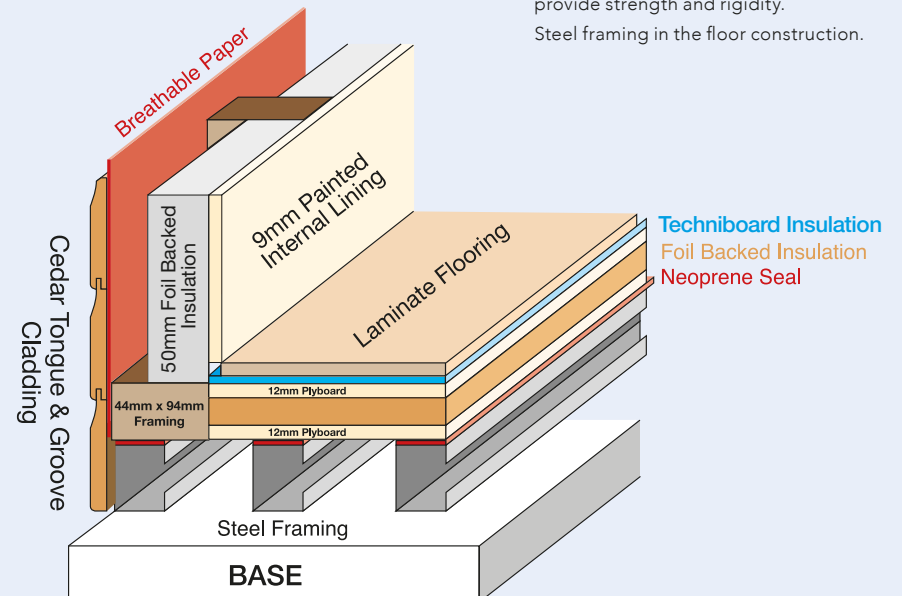 provide strength and rigidity.
Steel framing in the floor construction.
Breathable Paper
9mm Painted
Internal Lining
50mm Foil Backed
Insulation
Cedar Tongue & Groove
Cladding
Laminate Flooring
Techniboard Insulation
Foil Backed Insulation
Neoprene Seal
12mm Plyboard
44mm x 94mm
Framing
12mm Plyboard
Steel Framing
BASE